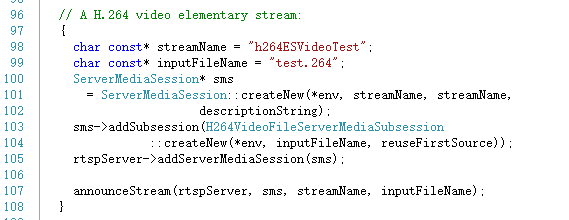 96 // A H.264 video elementary stream:
97 {
98 char const* streamName = "h264ESVideoTest";
99 char const* inputFileName = "test.264";
100 ServerMediaSession* sms
101 = ServerMediaSession::createNew(*env, streamName, streamName,
102 descriptionString);
103 sms->addSubsession(H264VideoFileServerMediaSubsession
104 ::createNew(*env, inputFileName, reuseFirstSource));
105 rtspServer->addServerMediaSession(sms);
106
107 announceStream(rtspServer, sms, streamName, inputFileName);
108 }